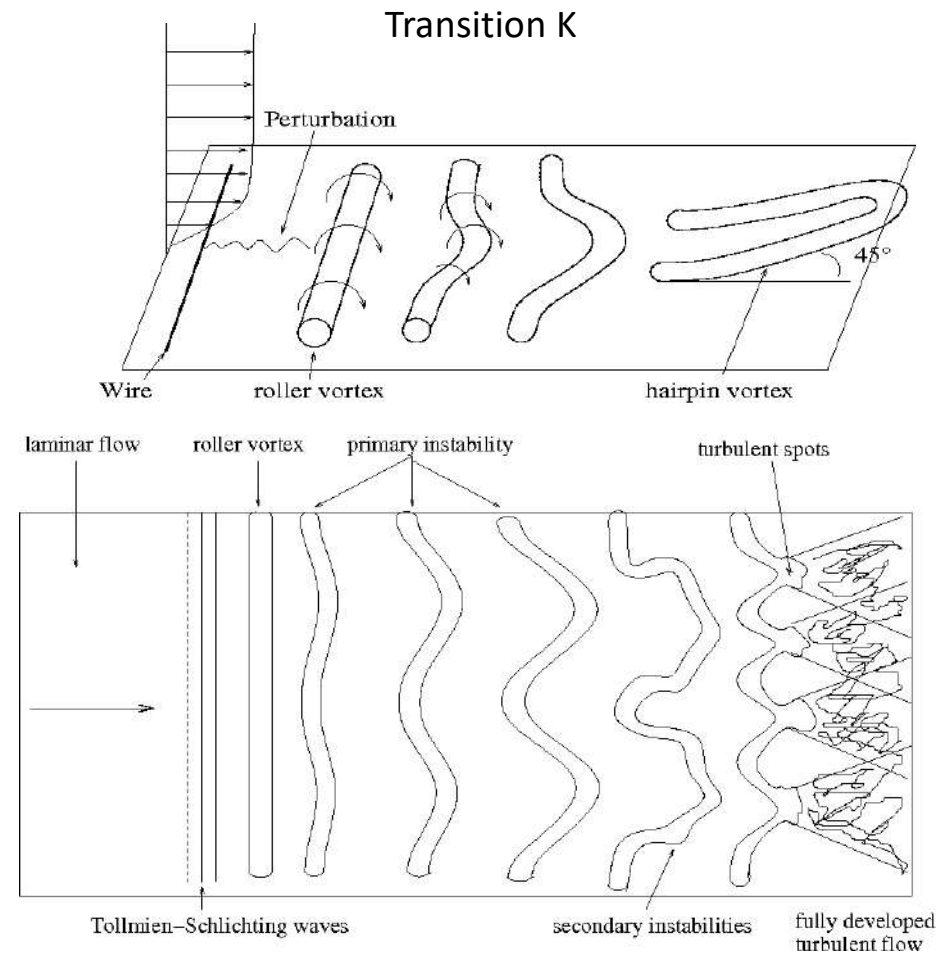 Transition K
Perturbation
45°
Wire
roller vortex
hairpin vortex
laminar flow
roller vortex
primary instability
turbulent spots
Tollmien−Schlichting waves
secondary instabilities
fully developed
turbulent flow